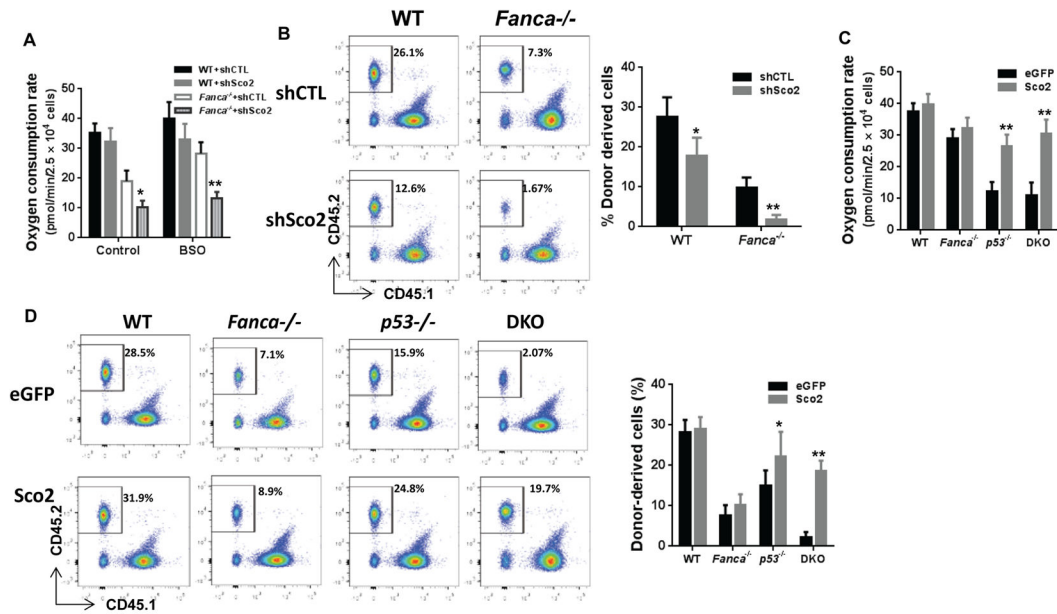 A
WT+shCTL
WT+shSco2
Fanca-/-+shCTL
Fanca-/-+shSco2
Oxygen consumption rate
(pmol/min/2.5 × 10⁴ cells)
50
40
30
20
10
0
*
**
Control
BSO
B
WT
Fanca-/-
shCTL
26.1%
7.3%
shSco2
12.6%
1.67%
CD45.2
CD45.1
shCTL
shSco2
% Donor derived cells
40
30
20
10
0
*
**
WT
Fanca-/-
C
eGFP
Sco2
Oxygen consumption rate
(pmol/min/2.5 × 10⁴ cells)
50
40
30
20
10
0
**
**
WT
Fanca-/-
p53-/-
DKO
D
WT
Fanca-/-
p53-/-
DKO
eGFP
28.5%
7.1%
15.9%
2.07%
Sco2
31.9%
8.9%
24.8%
19.7%
CD45.2
CD45.1
eGFP
Sco2
Donor-derived cells (%)
40
30
20
10
0
*
**
WT
Fanca-/-
p53-/-
DKO